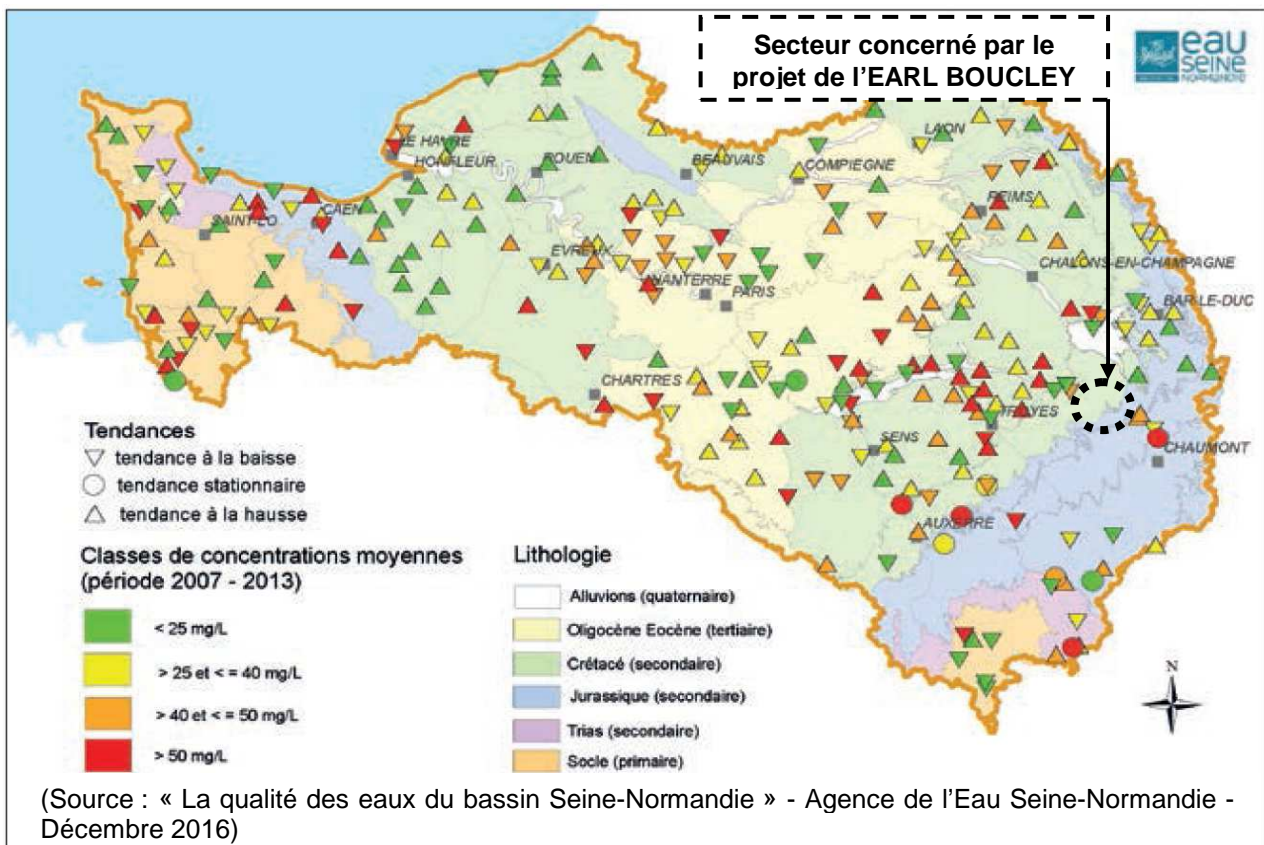 Secteur concerné par le
projet de l'EARL BOUCLEY
eau
SEINE
NORMANDIE
LE HAVRE
HONFLEUR
ROUEN
BEAUVAIS
COMPIEGNE
LAON
REIMS
SAINT-LO
CAEN
EVREUX
NANTERRE
PARIS
CHALONS-EN-CHAMPAGNE
BAR-LE-DUC
CHARTRES
TROYES
SENS
CHAUMONT
AUXERRE
Tendances
tendance à la baisse
tendance stationnaire
tendance à la hausse
Classes de concentrations moyennes
(période 2007 - 2013)
< 25 mg/L
> 25 et < = 40 mg/L
> 40 et < = 50 mg/L
> 50 mg/L
Lithologie
Alluvions (quaternaire)
Oligocène Eocène (tertiaire)
Crétacé (secondaire)
Jurassique (secondaire)
Trias (secondaire)
Socle (primaire)
N
(Source : « La qualité des eaux du bassin Seine-Normandie » - Agence de l'Eau Seine-Normandie -
Décembre 2016)